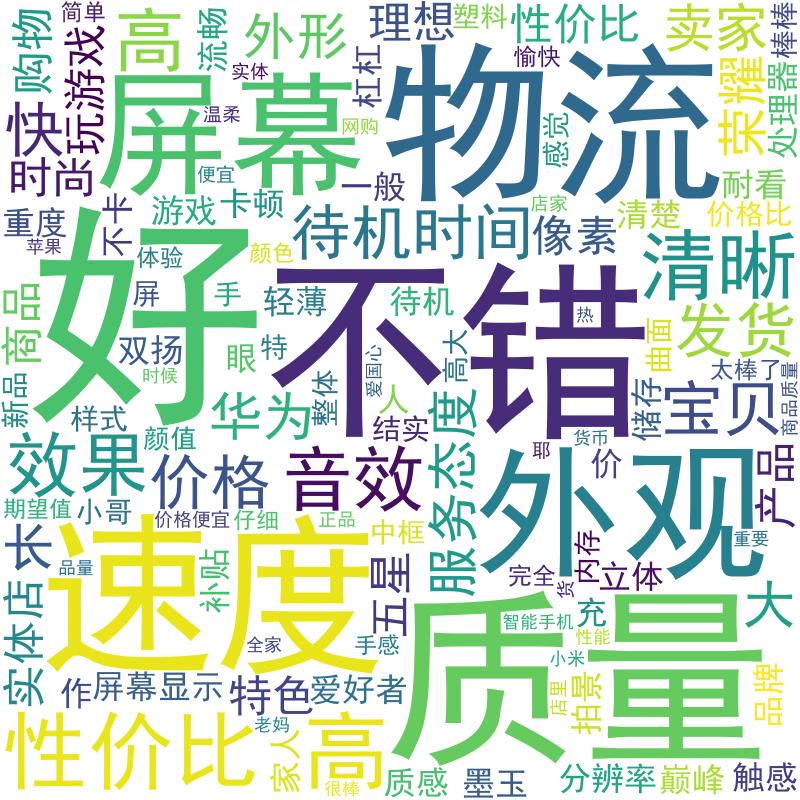 购物
简单
玩游戏
高
流畅
外形
实体
温柔
杠杠
理想
塑料
性价比
愉快
卖家
棒棒
处理器
荣耀
快
时尚
屏幕
网购
便宜
物流
感觉
耐看
一般
店家
清楚
价格比
重度
苹果
不卡
游戏
卡顿
待机时间
像素
清晰
体验
颜色
好
屏
手
轻薄
待机
不错
热
曲面
发货
商品
双扬
时候
眼
特
爱国心
高大
太棒了
新品
样式
颜值
华为
整体
人
结实
储存
宝贝
商品质量
效果
价格
音效
服务态度
耶
货币
价
产品
期望值
小哥
价格便宜
仔细
正品
中框
外观
重要
长
品量
速度
补贴
五星
完全
货
内存
立体
实体店
全家
手感
质量
智能手机
充
性能
大
小米
店里
拍景
品牌
作
屏幕显示
特色
爱好者
性价比
老妈
家人
很棒
高
质感
墨玉
分辨率
巅峰
触感